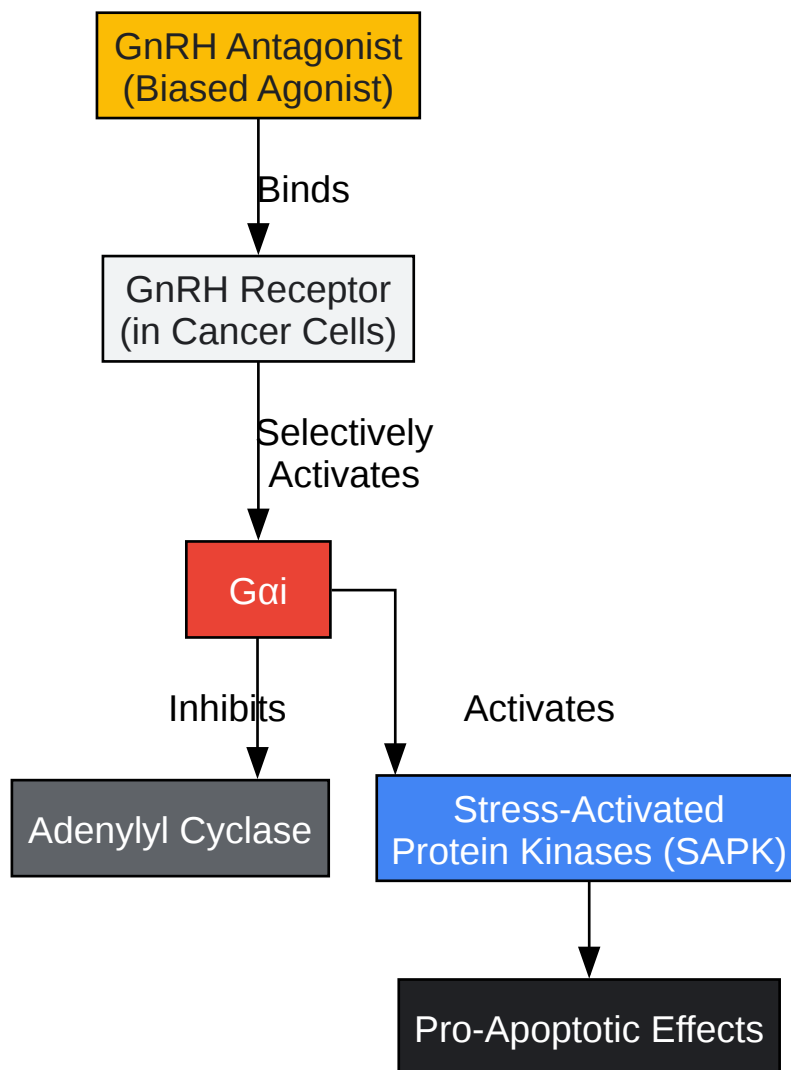 GnRH Antagonist
(Biased Agonist)
Binds
GnRH Receptor
(in Cancer Cells)
Selectively
Activates
Gαi
Inhibits
Activates
Adenylyl Cyclase
Stress-Activated
Protein Kinases (SAPK)
Pro-Apoptotic Effects